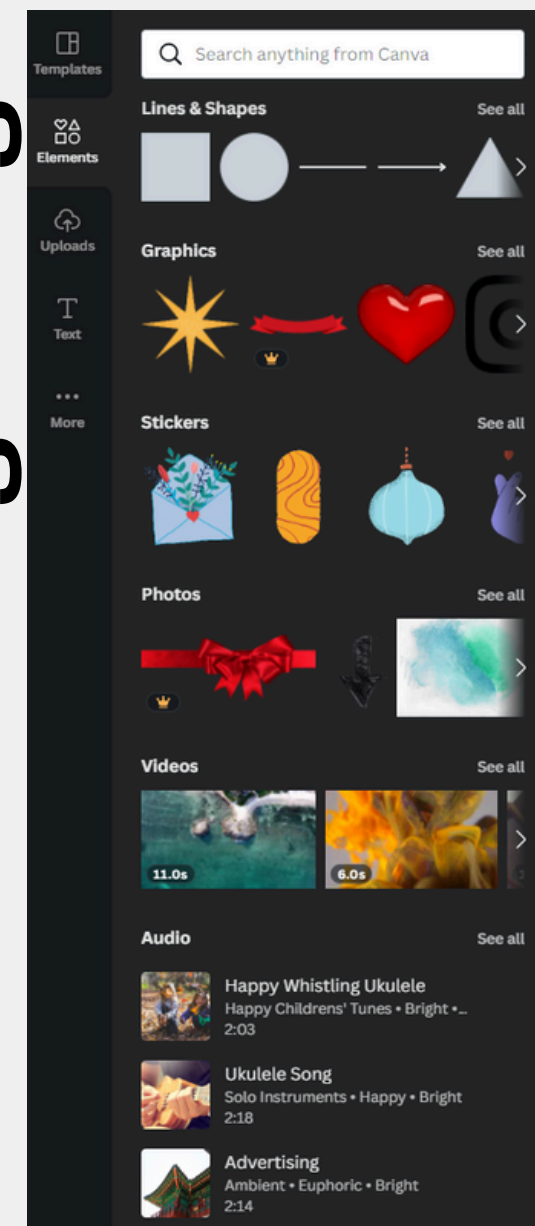 Templates
Elements
Uploads
Text
More
Search anything from Canva
Lines & Shapes See all
Graphics See all
Stickers See all
Photos See all
Videos See all
11.0s 6.0s
Audio See all
Happy Whistling Ukulele
Happy Childrens' Tunes • Bright •...
2:03
Ukulele Song
Solo Instruments • Happy • Bright
2:18
Advertising
Ambient • Euphoric • Bright
2:14